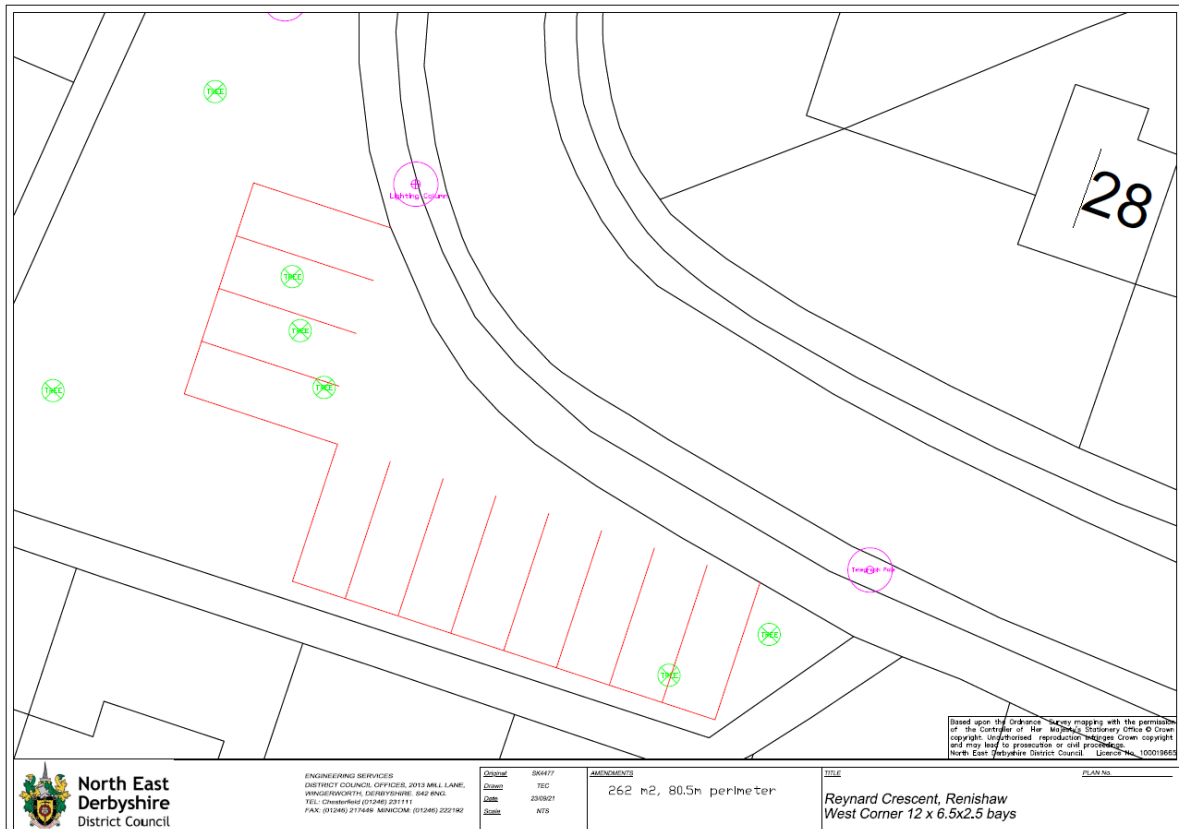 TREE
Lighting Column
28
TREE
TREE
TREE
TREE
Telegraph Pole
TREE
TREE
Based upon the Ordnance Survey mapping with the permission
of the Controller of Her Majesty's Stationery Office © Crown
copyright. Unauthorised reproduction infringes Crown copyright
and may lead to prosecution or civil proceedings.
North East Derbyshire District Council. Licence No. 100019665
North East
Derbyshire
District Council
ENGINEERING SERVICES
DISTRICT COUNCIL OFFICES, 2013 MILL LANE,
WINGERWORTH, DERBYSHIRE. S42 6NG.
TEL: Chesterfield (01246) 231111
FAX: (01246) 217449 MINICOM: (01246) 222192
Original SK4477
Drawn TEC
Date 23/09/21
Scale NTS
AMENDMENTS
262 m2, 80.5m perimeter
TITLE
Reynard Crescent, Renishaw
West Corner 12 x 6.5x2.5 bays
PLAN No.